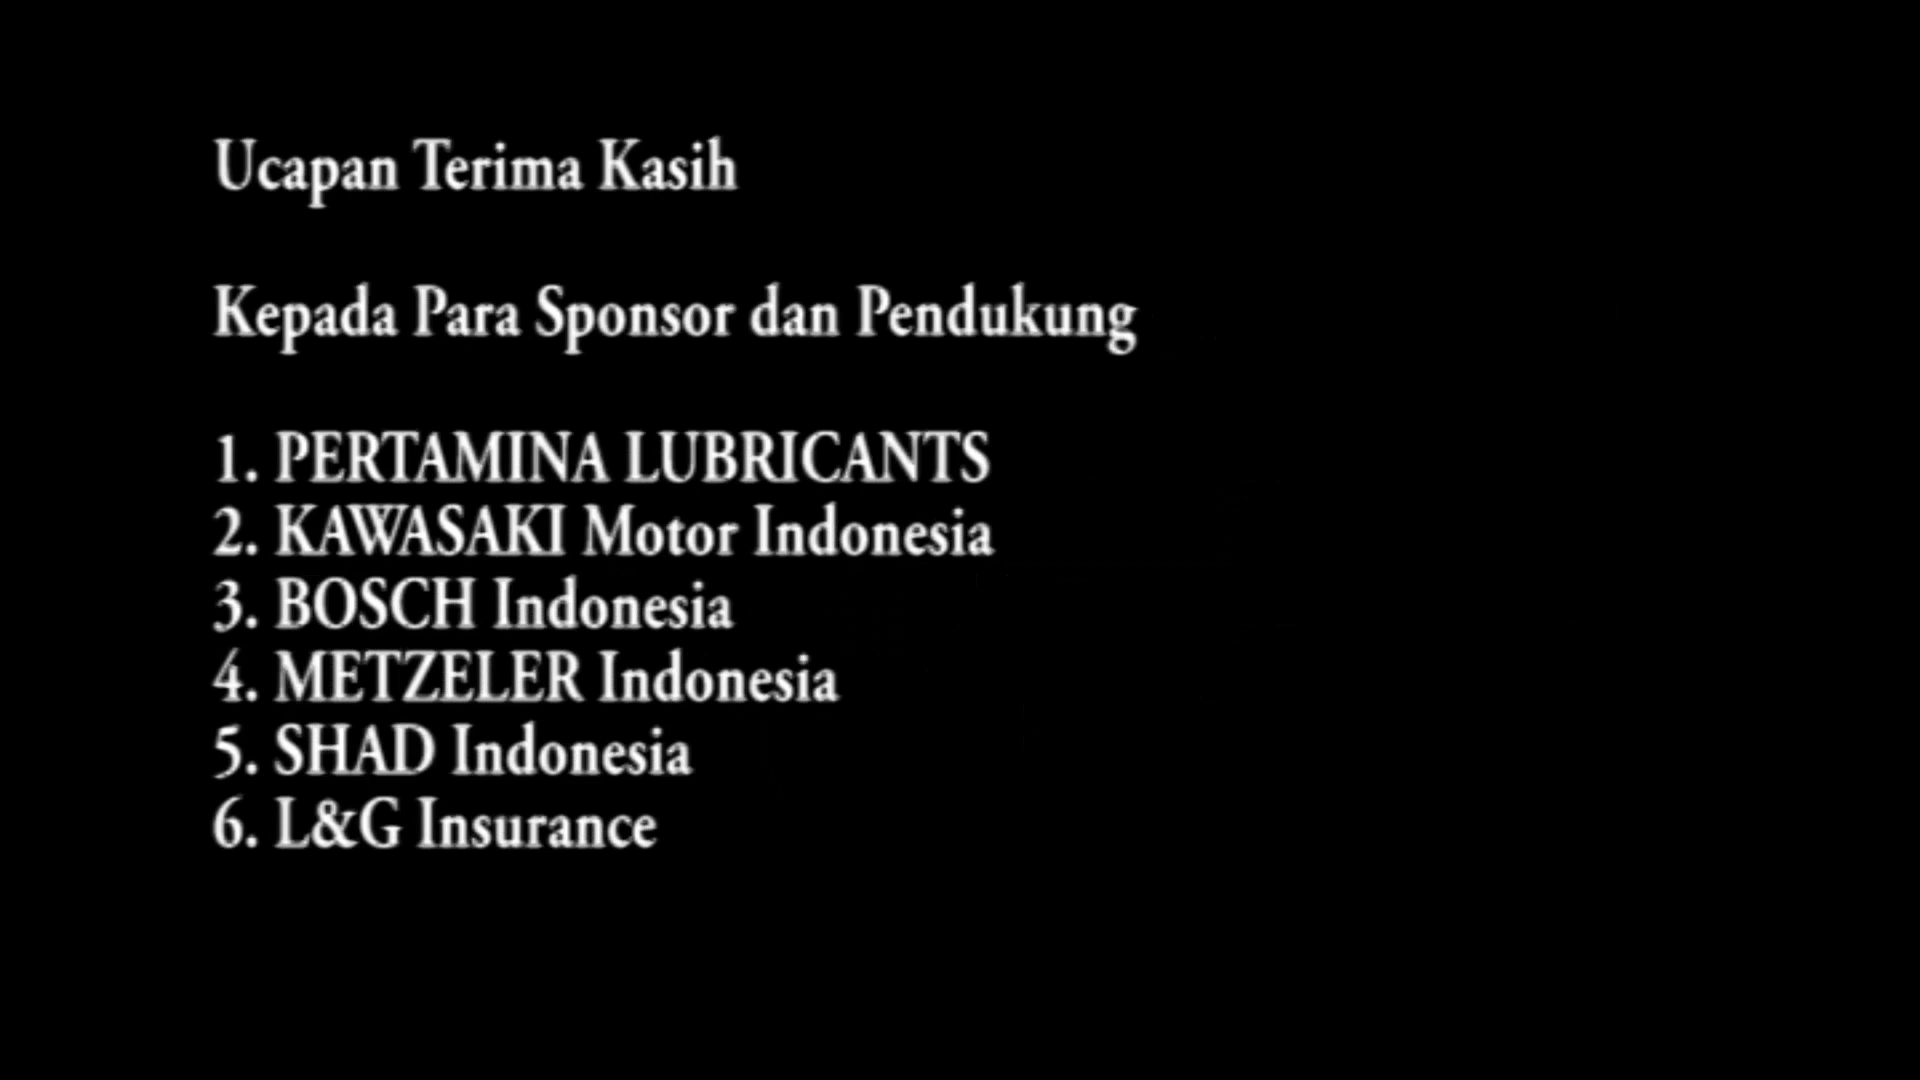 Ucapan Terima Kasih
Kepada Para Sponsor dan Pendukung
1. PERTAMINA LUBRICANTS
2. KAWASAKI Motor Indonesia
3. BOSCH Indonesia
4. METZELER Indonesia
5. SHAD Indonesia
6. L&G Insurance